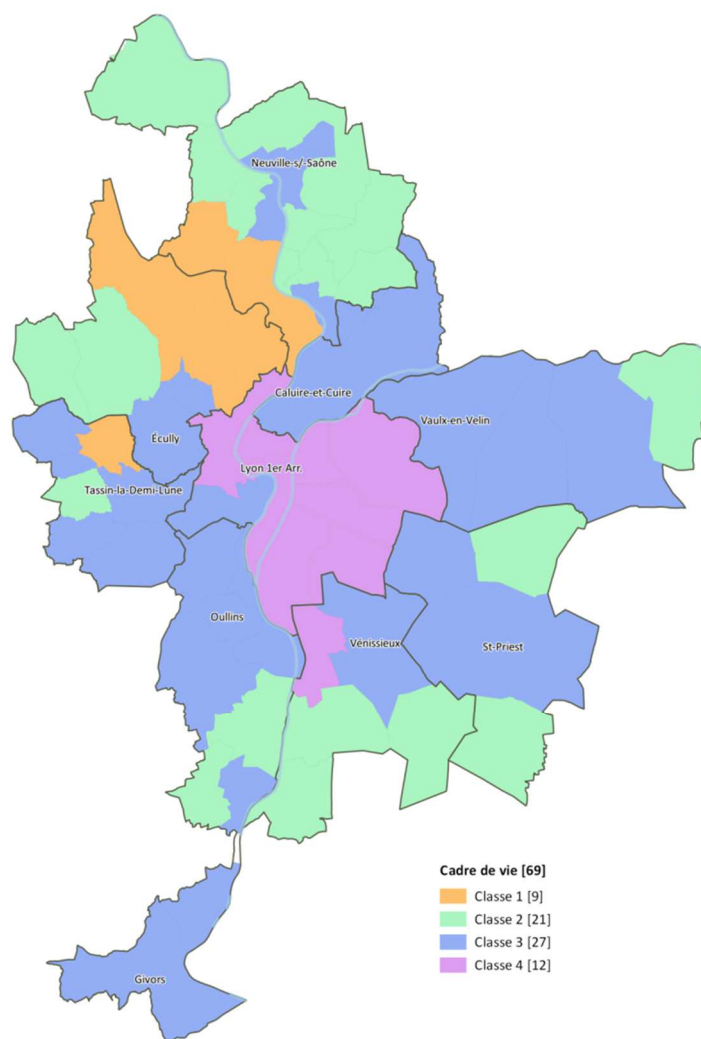 Neuville-s/-Saône
Caluire-et-Cuire
Vaulx-en-Velin
Écully
Lyon 1er Arr.
Tassin-la-Demi-Lune
Oullins
Vénissieux
St-Priest
Cadre de vie [69]
Classe 1 [9]
Classe 2 [21]
Classe 3 [27]
Classe 4 [12]
Givors